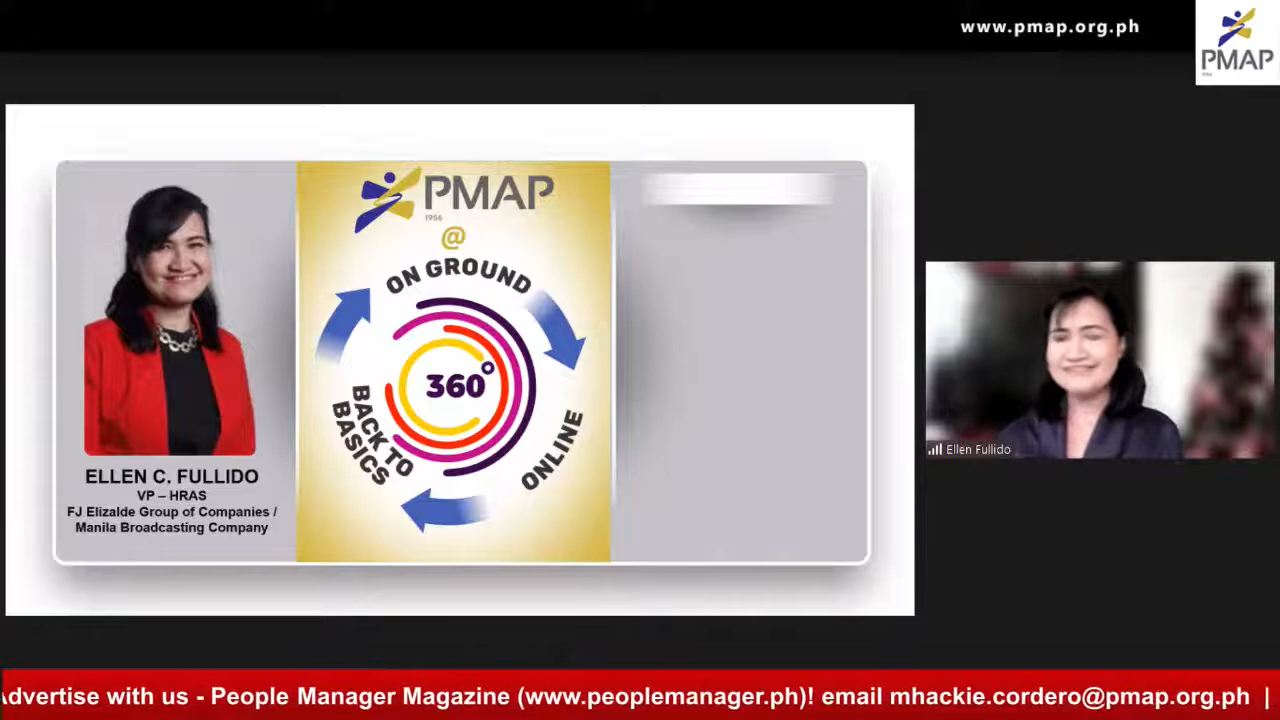 www.pmap.org.ph
PMAP
PMAP
1956
@
ON GROUND
360°
BACK TO
BASICS
ONLINE
ELLEN C. FULLIDO
VP – HRAS
FJ Elizalde Group of Companies /
Manila Broadcasting Company
Ellen Fullido
Advertise with us - People Manager Magazine (www.peoplemanager.ph)! email mhackie.cordero@pmap.org.ph |